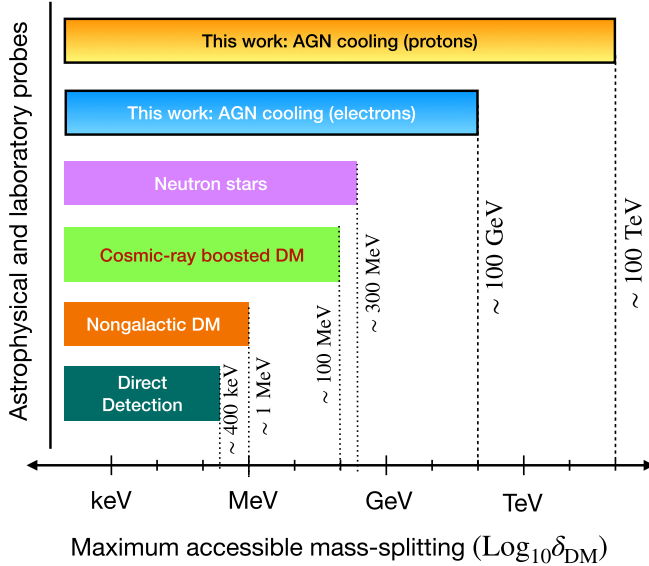 Astrophysical and laboratory probes
This work: AGN cooling (protons)
This work: AGN cooling (electrons)
Neutron stars
Cosmic-ray boosted DM
Nongalactic DM
Direct
Detection
~ 400 keV
~ 1 MeV
~ 100 MeV
~ 300 MeV
~ 100 GeV
~ 100 TeV
keV MeV GeV TeV
Maximum accessible mass-splitting (Log₁₀δ_DM)